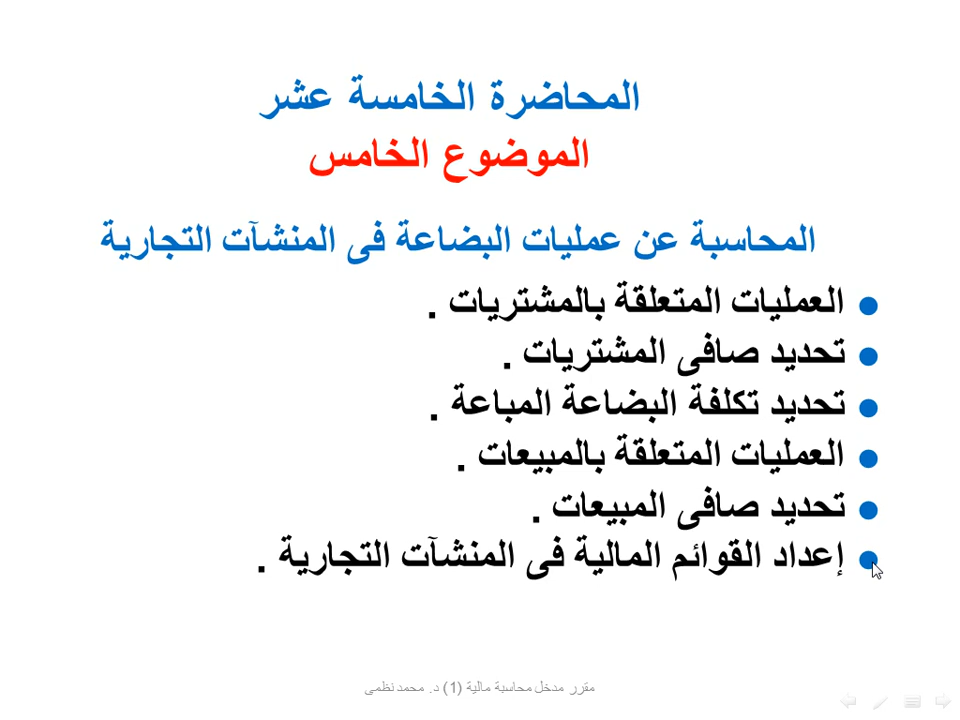 المحاضرة الخامسة عشر
الموضوع الخامس
المحاسبة عن عمليات البضاعة فى المنشآت التجارية
العمليات المتعلقة بالمشتريات .
تحديد صافى المشتريات .
تحديد تكلفة البضاعة المباعة .
العمليات المتعلقة بالمبيعات .
تحديد صافى المبيعات .
إعداد القوائم المالية فى المنشآت التجارية .
مقرر مدخل محاسبة مالية (1) د. محمد نظمى